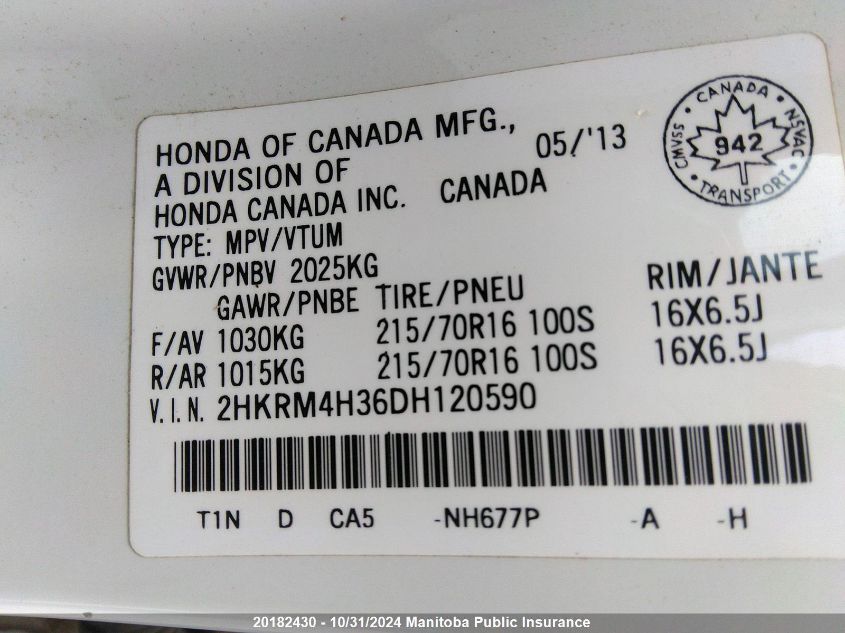 HONDA OF CANADA MFG., 05/'13
A DIVISION OF
HONDA CANADA INC. CANADA
TYPE: MPV/VTUM
GVWR/PNBV 2025KG
GAWR/PNBE TIRE/PNEU RIM/JANTE
F/AV 1030KG 215/70R16 100S 16X6.5J
R/AR 1015KG 215/70R16 100S 16X6.5J
V.I.N. 2HKRM4H36DH120590
T1N D CA5 -NH677P -A -H
CANADA
CMVSS 942 NSVAC
TRANSPORT
20182430 - 10/31/2024 Manitoba Public Insurance